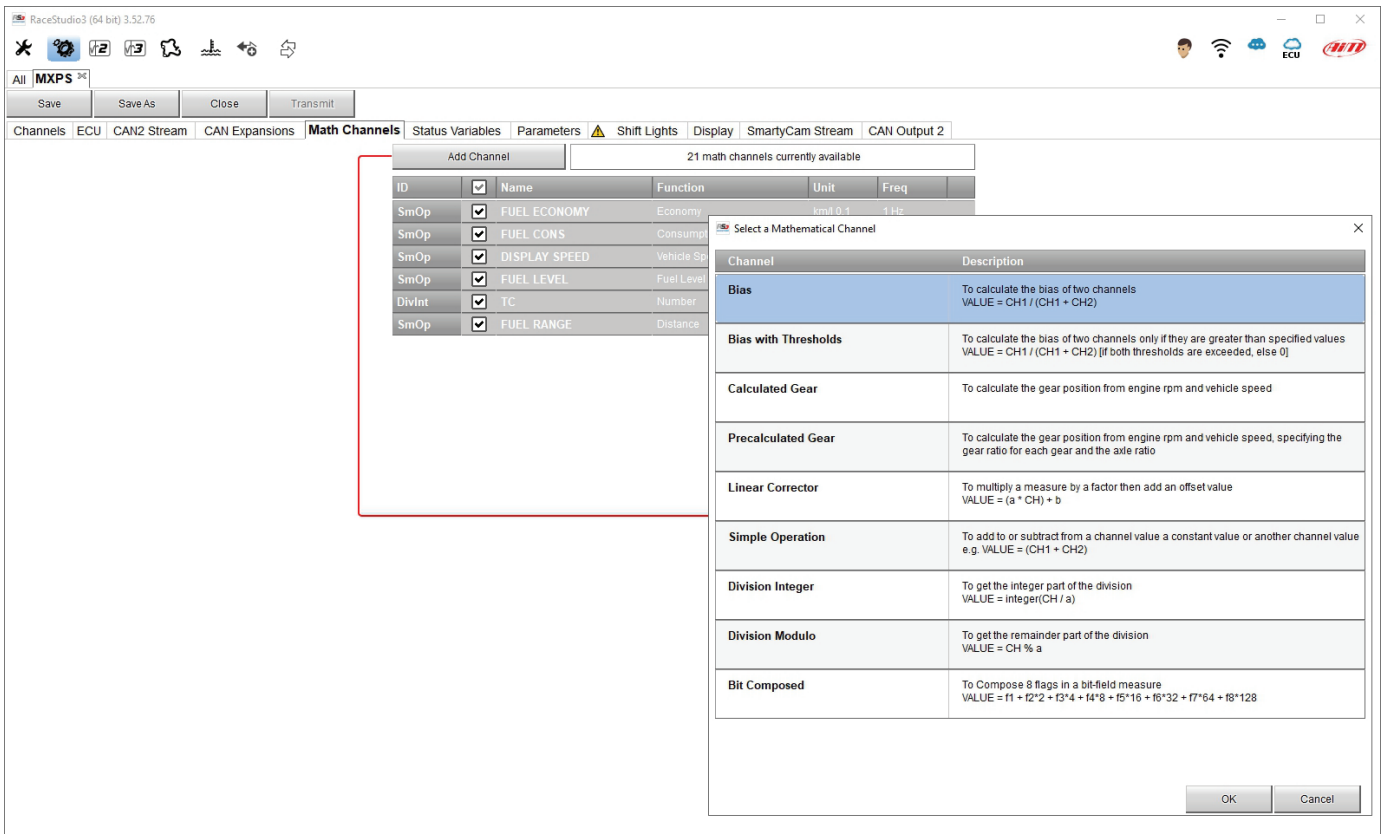 RaceStudio3 (64 bit) 3.52.76
ECU
AiM
All MXPS
Save Save As Close Transmit
Channels ECU CAN2 Stream CAN Expansions Math Channels Status Variables Parameters Shift Lights Display SmartyCam Stream CAN Output 2
Add Channel 21 math channels currently available
ID Name Function Unit Freq
SmOp FUEL ECONOMY Economy km/l 0.1 1 Hz
SmOp FUEL CONS Consumpt
SmOp DISPLAY SPEED Vehicle Sp
SmOp FUEL LEVEL Fuel Level
DivInt TC Number
SmOp FUEL RANGE Distance
Select a Mathematical Channel
Channel Description
Bias To calculate the bias of two channels
VALUE = CH1 / (CH1 + CH2)
Bias with Thresholds To calculate the bias of two channels only if they are greater than specified values
VALUE = CH1 / (CH1 + CH2) [if both thresholds are exceeded, else 0]
Calculated Gear To calculate the gear position from engine rpm and vehicle speed
Precalculated Gear To calculate the gear position from engine rpm and vehicle speed, specifying the
gear ratio for each gear and the axle ratio
Linear Corrector To multiply a measure by a factor then add an offset value
VALUE = (a * CH) + b
Simple Operation To add to or subtract from a channel value a constant value or another channel value
e.g. VALUE = (CH1 + CH2)
Division Integer To get the integer part of the division
VALUE = integer(CH / a)
Division Modulo To get the remainder part of the division
VALUE = CH % a
Bit Composed To Compose 8 flags in a bit-field measure
VALUE = f1 + f2*2 + f3*4 + f4*8 + f5*16 + f6*32 + f7*64 + f8*128
OK Cancel